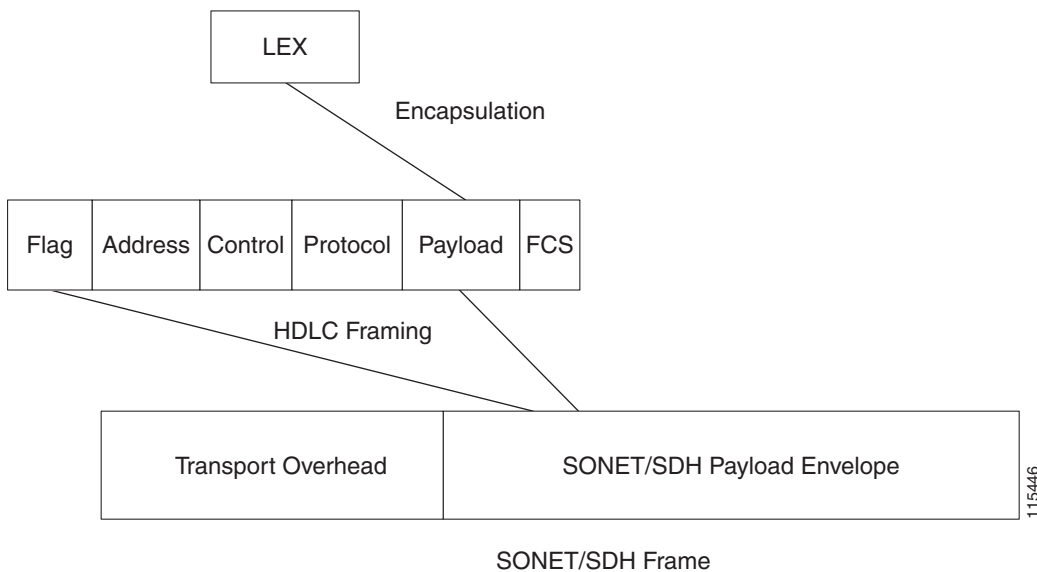 LEX
Encapsulation
Flag Address Control Protocol Payload FCS
HDLC Framing
Transport Overhead SONET/SDH Payload Envelope
115446
SONET/SDH Frame